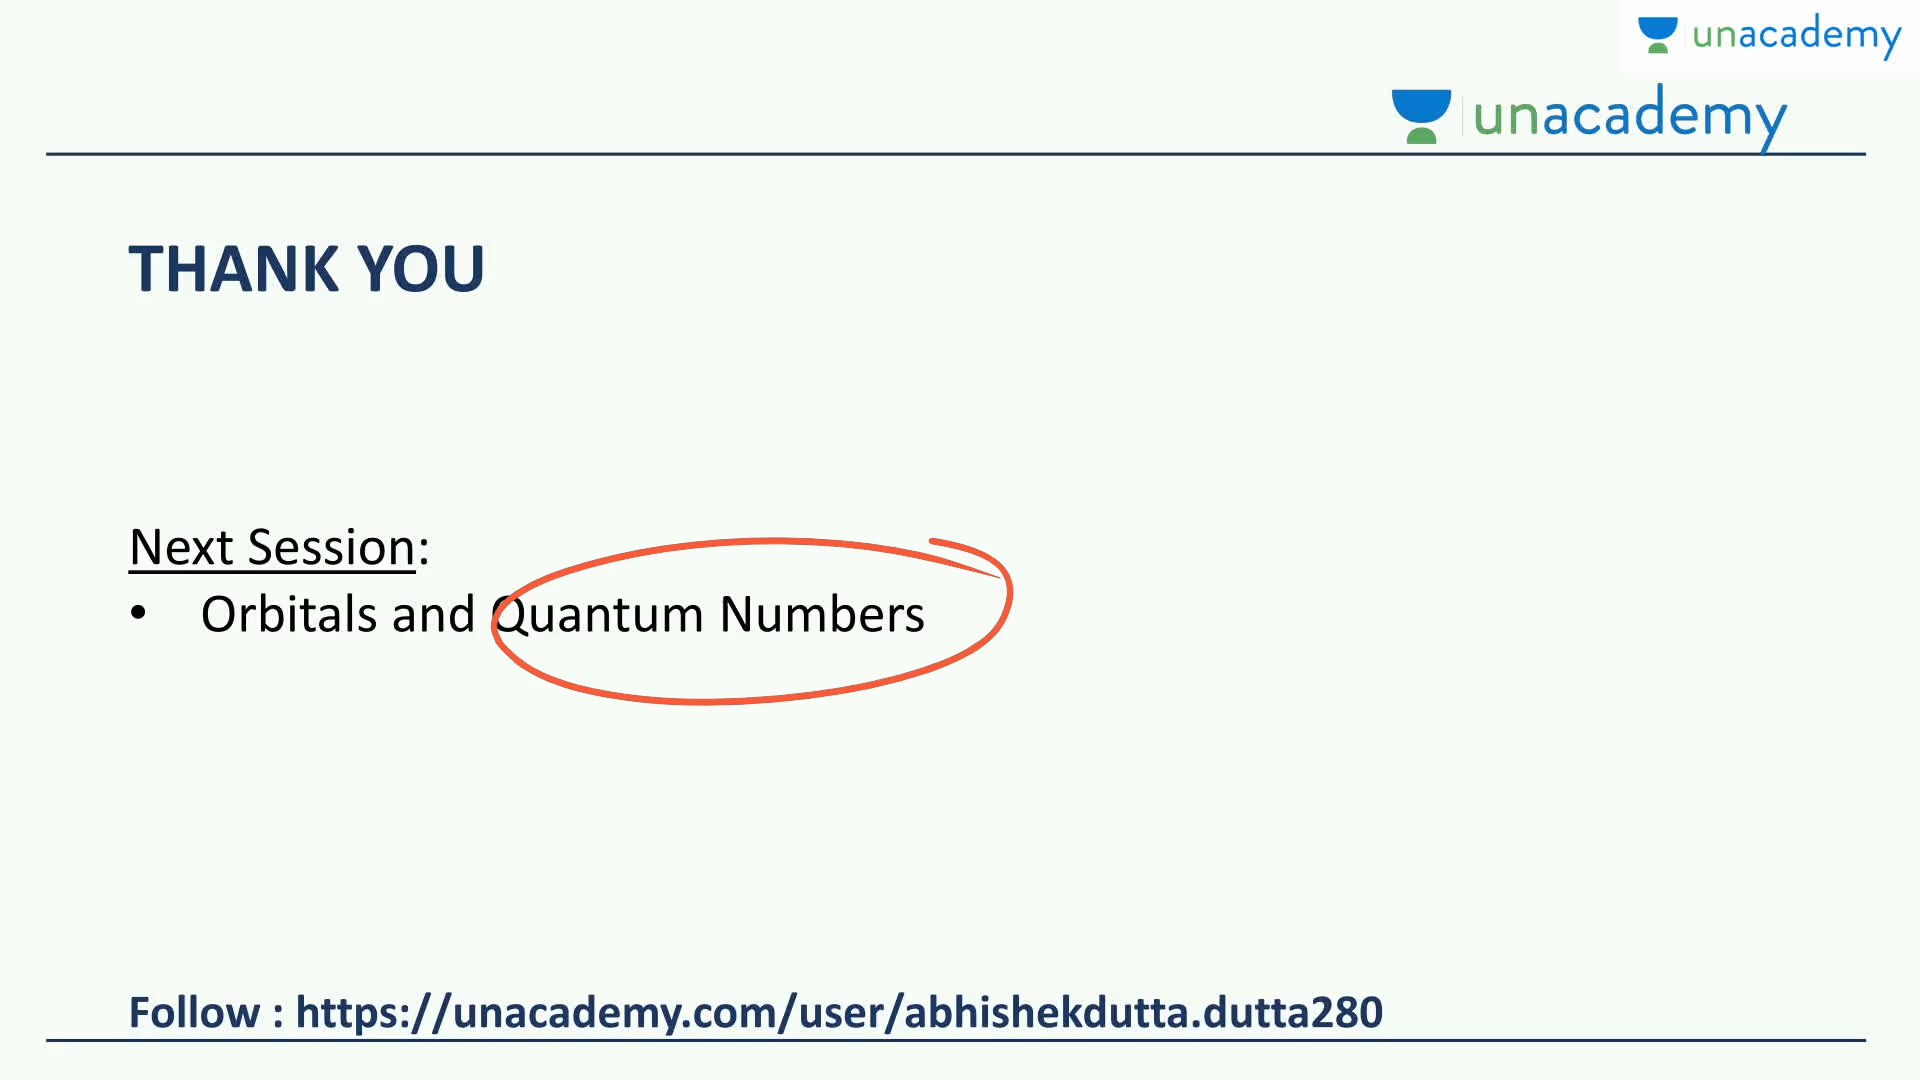 unacademy
unacademy
THANK YOU
Next Session:
• Orbitals and Quantum Numbers
Follow : https://unacademy.com/user/abhishekdutta.dutta280